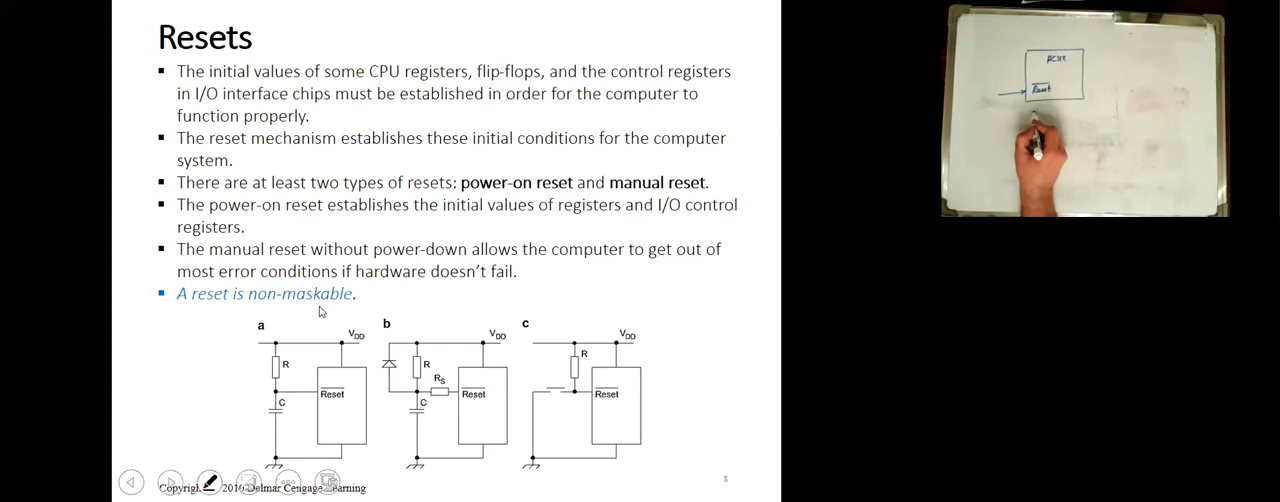 Resets
▪ The initial values of some CPU registers, flip-flops, and the control registers
in I/O interface chips must be established in order for the computer to
function properly.
▪ The reset mechanism establishes these initial conditions for the computer
system.
▪ There are at least two types of resets: power-on reset and manual reset.
▪ The power-on reset establishes the initial values of registers and I/O control
registers.
▪ The manual reset without power-down allows the computer to get out of
most error conditions if hardware doesn't fail.
▪ A reset is non-maskable.
a
VDD
R
C
Reset
b
VDD
R
RS
C
Reset
c
VDD
R
Reset
Copyrigh 2010 Delmar Cengage Learning
8
HC12
Reset